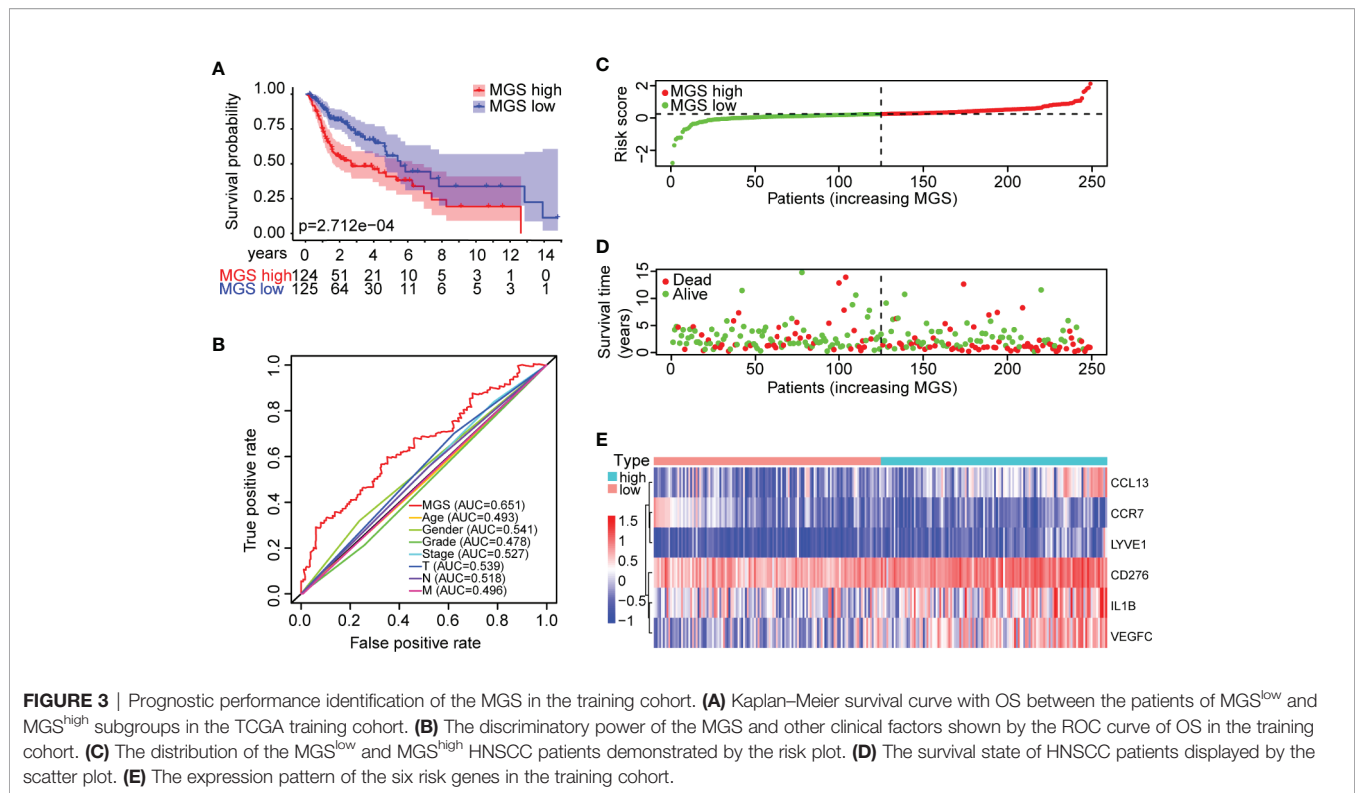 A
1.00
0.75
0.50
0.25
0.00
Survival probability
MGS high
MGS low
p=2.712e−04
years 0 2 4 6 8 10 12 14
MGS high 124 51 21 10 5 3 1 0
MGS low 125 64 30 11 6 5 3 1
B
1.0
0.8
0.6
0.4
0.2
0.0
True positive rate
MGS (AUC=0.651)
Age (AUC=0.493)
Gender (AUC=0.541)
Grade (AUC=0.478)
Stage (AUC=0.527)
T (AUC=0.539)
N (AUC=0.518)
M (AUC=0.496)
0.0 0.2 0.4 0.6 0.8 1.0
False positive rate
C
2
0
−2
Risk score
MGS high
MGS low
0 50 100 150 200 250
Patients (increasing MGS)
D
15
10
5
0
Survival time
(years)
Dead
Alive
0 50 100 150 200 250
Patients (increasing MGS)
E
Type
high
low
1.5
1
0.5
0
−0.5
−1
CCL13
CCR7
LYVE1
CD276
IL1B
VEGFC
FIGURE 3 | Prognostic performance identification of the MGS in the training cohort. (A) Kaplan–Meier survival curve with OS between the patients of MGSlow and
MGShigh subgroups in the TCGA training cohort. (B) The discriminatory power of the MGS and other clinical factors shown by the ROC curve of OS in the training
cohort. (C) The distribution of the MGSlow and MGShigh HNSCC patients demonstrated by the risk plot. (D) The survival state of HNSCC patients displayed by the
scatter plot. (E) The expression pattern of the six risk genes in the training cohort.